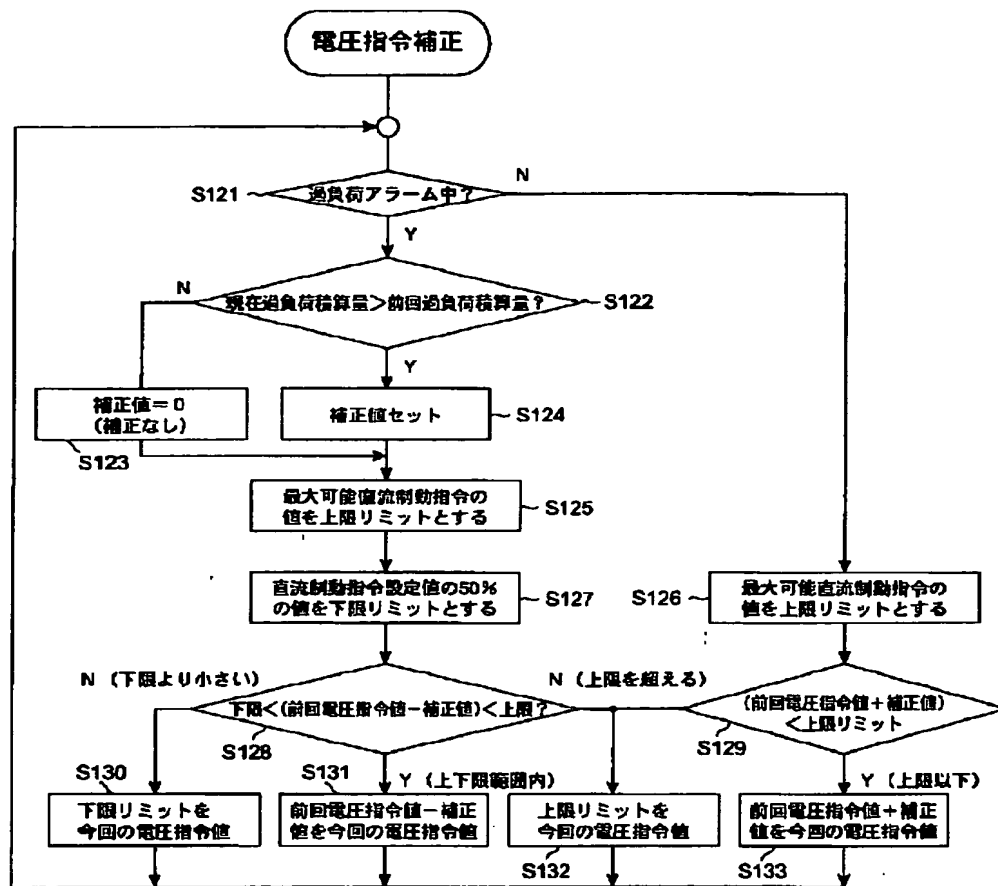 電圧指令補正
N
S121
過負荷アラーム中？
Y
N
現在過負荷積算量＞前回過負荷積算量？
S122
Y
補正値＝0
（補正なし）
S123
補正値セット
S124
最大可能直流制動指令の
値を上限リミットとする
S125
直流制動指令設定値の50%
の値を下限リミットとする
S127
S126
最大可能直流制動指令の
値を上限リミットとする
N（下限より小さい）
N（上限を超える）
下限＜(前回電圧指令値－補正値)＜上限？
S128
(前回電圧指令値＋補正値)
＜上限リミット
S129
S130
S131
Y（上下限範囲内）
Y（上限以下）
下限リミットを
今回の電圧指令値
前回電圧指令値－補正
値を今回の電圧指令値
上限リミットを
今回の電圧指令値
前回電圧指令値＋補正
値を今回の電圧指令値
S132
S133